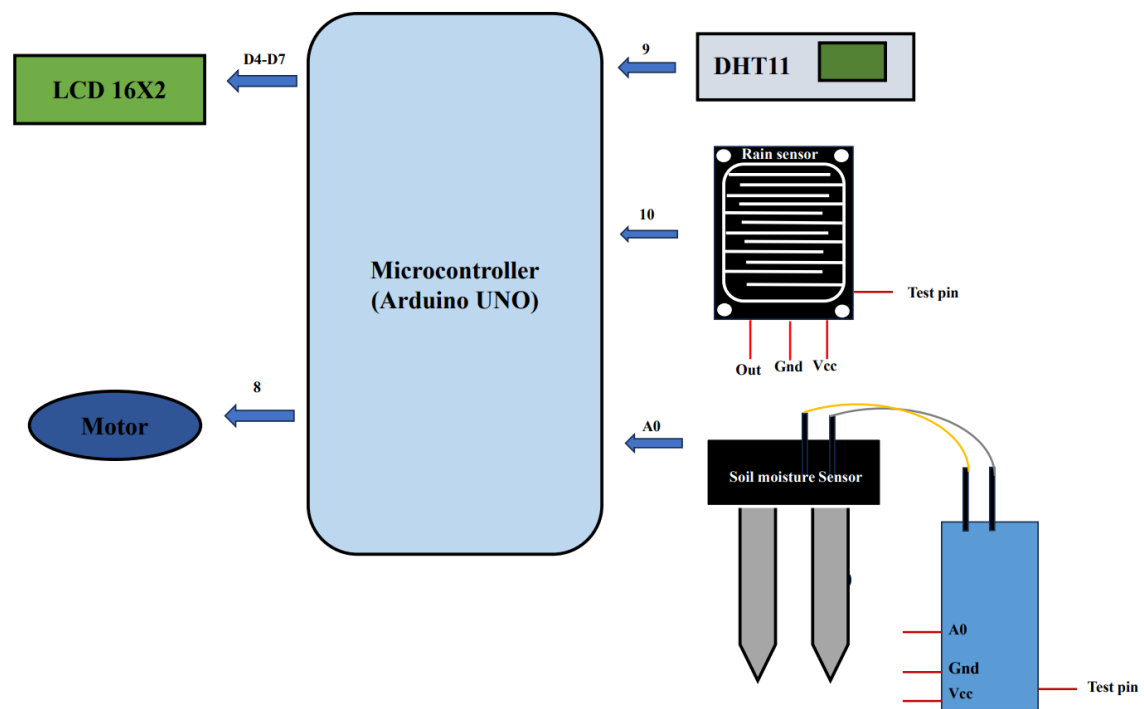 D4-D7
LCD 16X2
9
DHT11
Rain sensor
10
Microcontroller
(Arduino UNO)
Test pin
Out Gnd Vcc
8
Motor
A0
Soil moisture Sensor
A0
Gnd
Vcc
Test pin